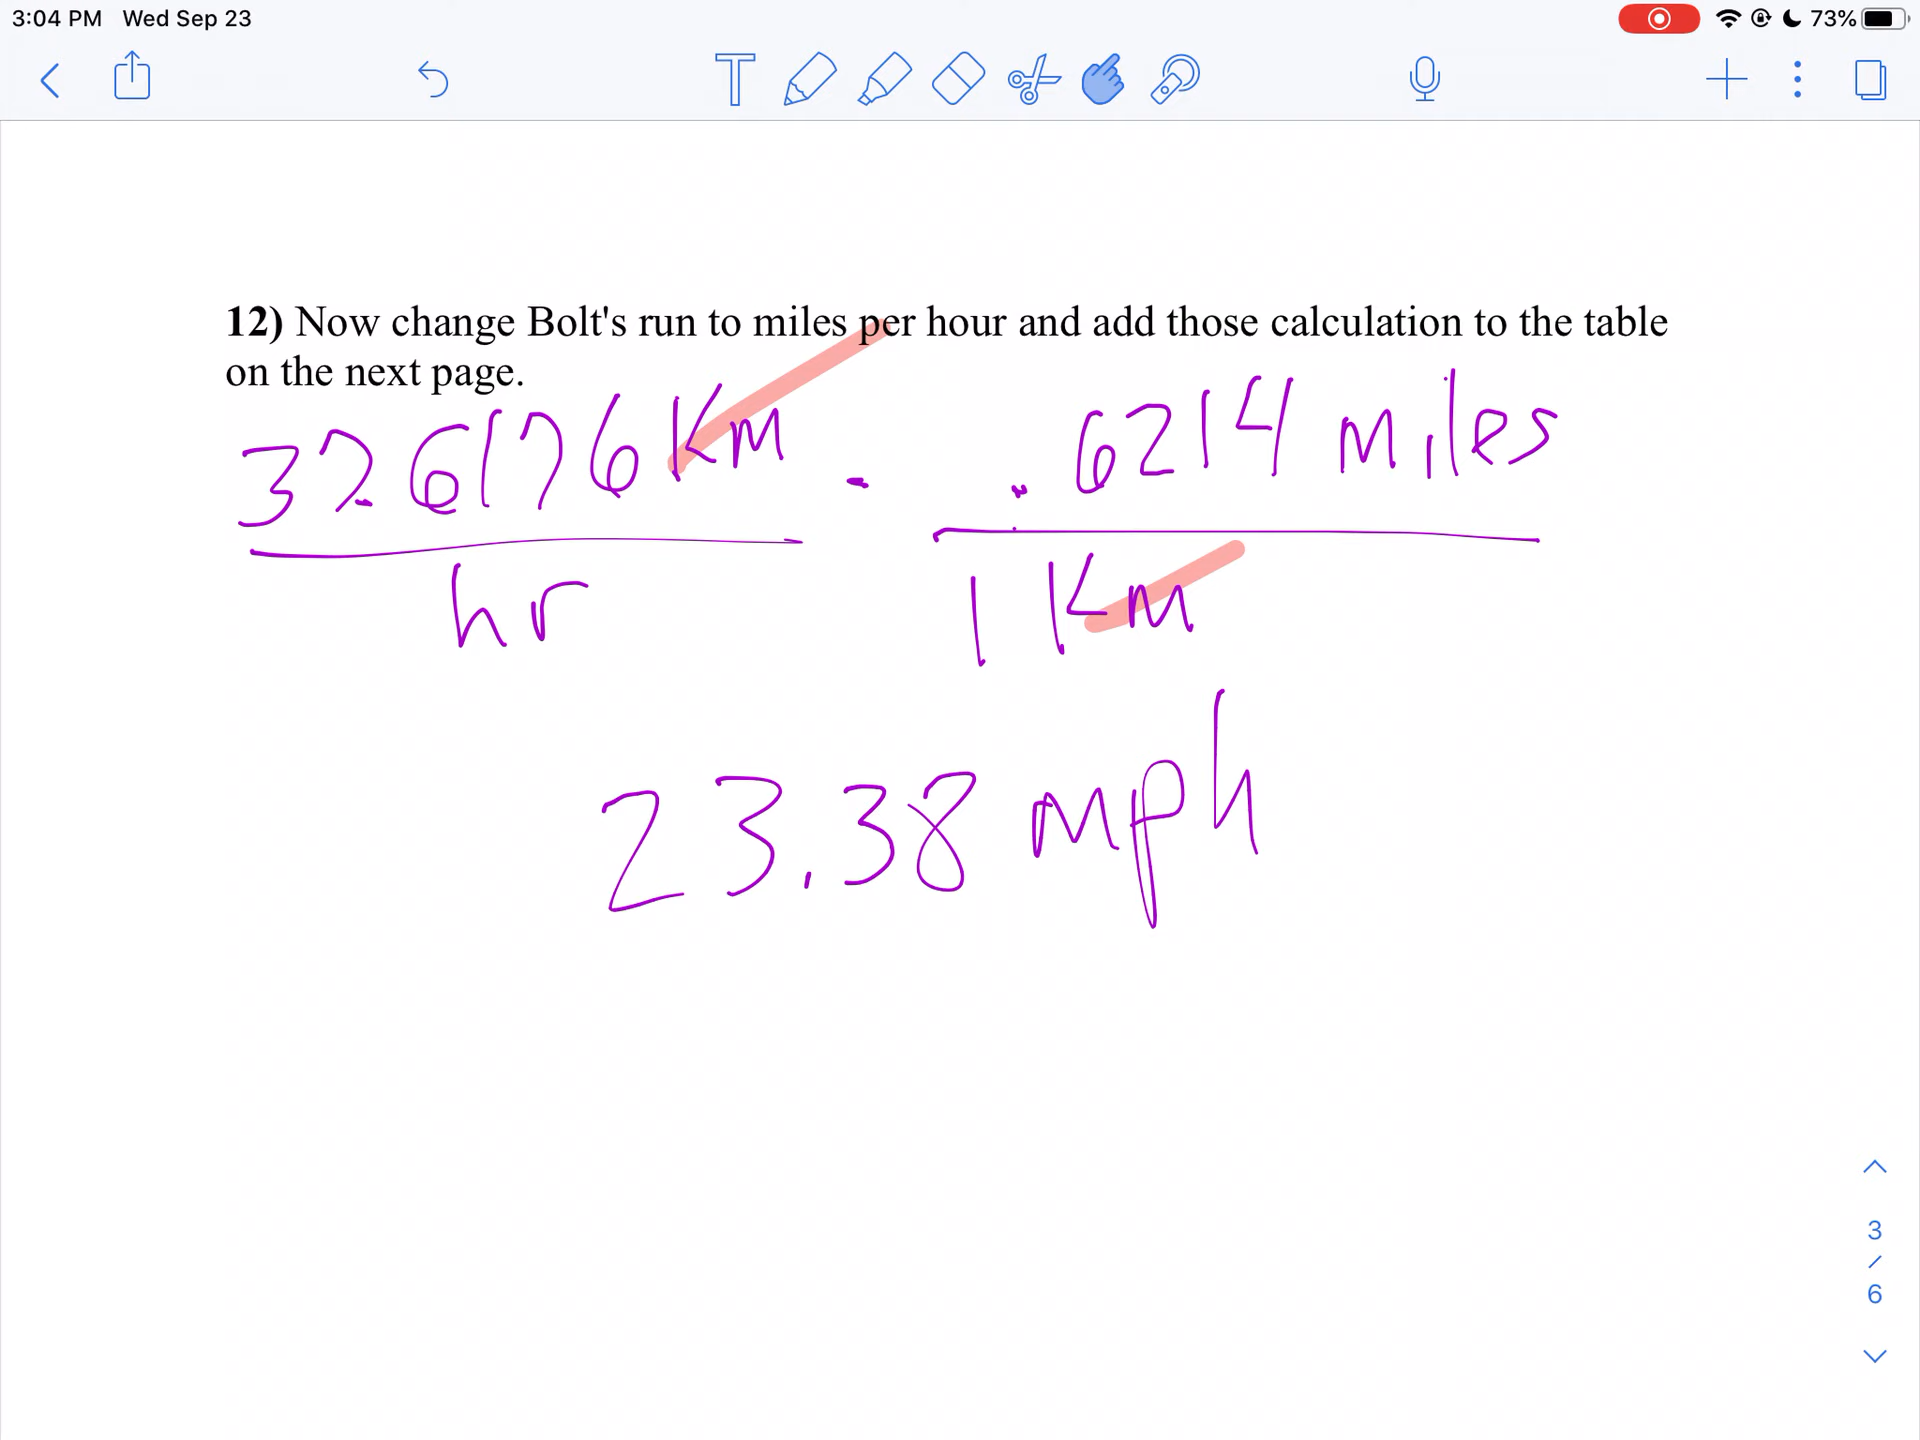 3:04 PM Wed Sep 23
73%
12) Now change Bolt's run to miles per hour and add those calculation to the table
on the next page.
37.6176 Km · .6214 miles
hr 1 Km
23.38 mph
3
/
6